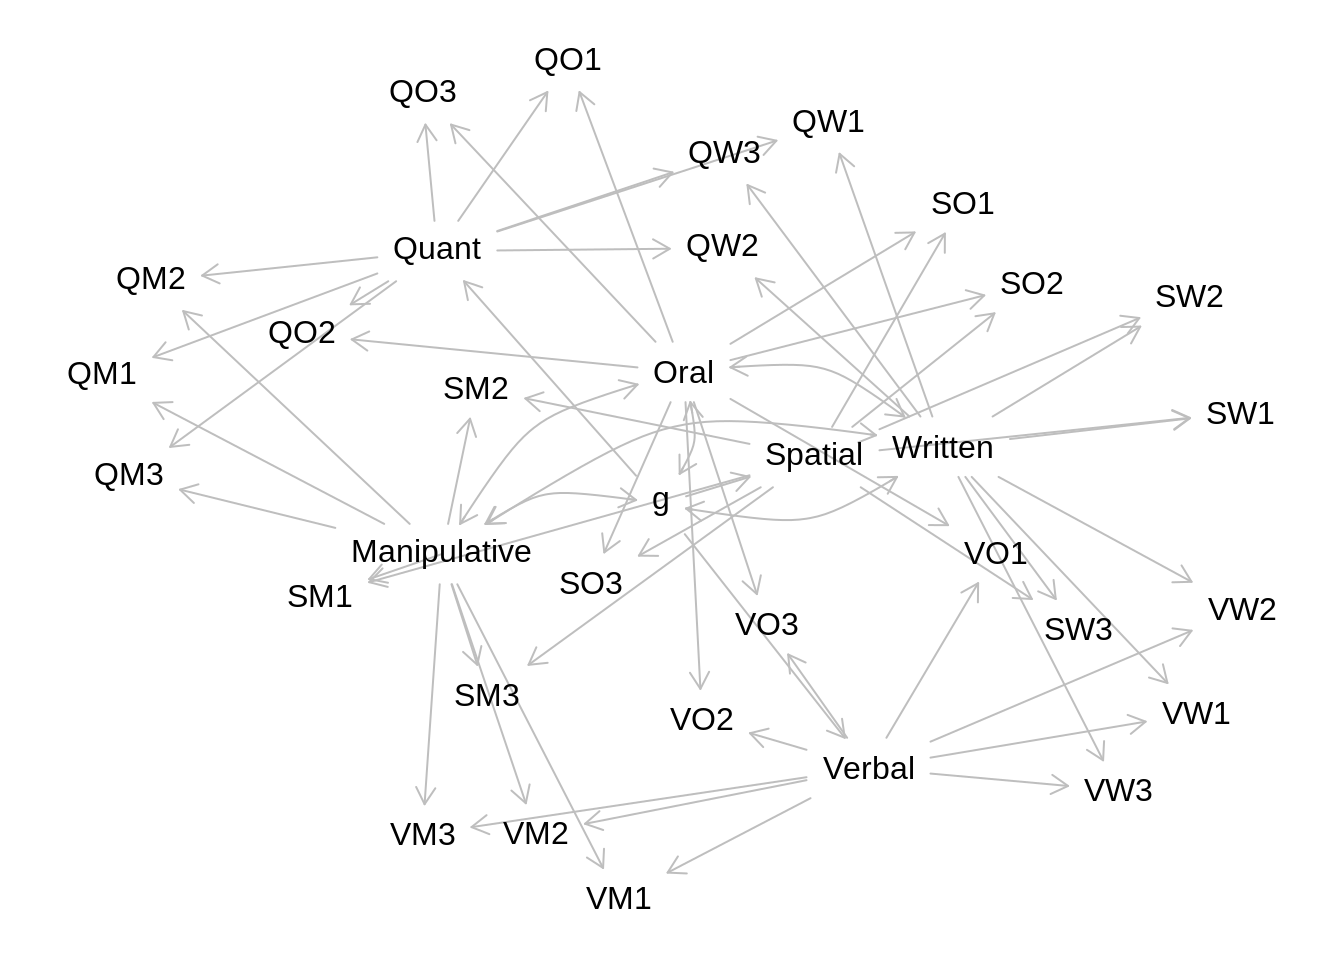 QO1
QO3
QW1
QW3
SO1
QW2
Quant
QM2
SO2
SW2
QO2
QM1
Oral
SM2
SW1
Written
Spatial
QM3
g
Manipulative
VO1
SO3
SM1
VW2
VO3
SW3
SM3
VW1
VO2
Verbal
VW3
VM3
VM2
VM1